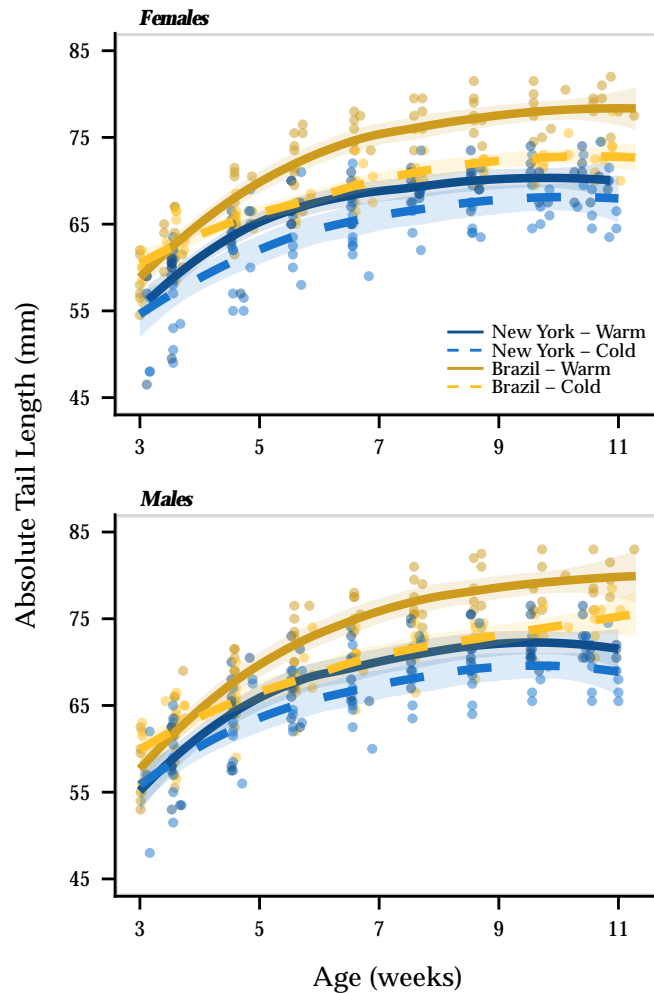 Females
85
75
65
55
45
New York – Warm
New York – Cold
Brazil – Warm
Brazil – Cold
3 5 7 9 11
Absolute Tail Length (mm)
Males
85
75
65
55
45
3 5 7 9 11
Age (weeks)